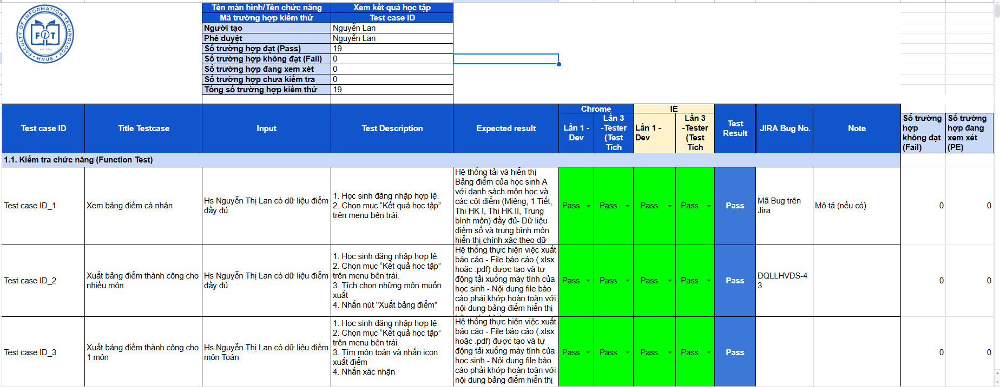 FACULTY OF INFORMATION TECHNOLOGY
FIT
EST 2003
HNUE
Tên màn hình/Tên chức năng
Xem kết quả học tập
Mã trường hợp kiểm thử
Test case ID
Người tạo
Nguyễn Lan
Phê duyệt
Nguyễn Lan
Số trường hợp đạt (Pass)
19
Số trường hợp không đạt (Fail)
0
Số trường hợp đang xem xét
0
Số trường hợp chưa kiểm tra
0
Tổng số trường hợp kiểm thử
19
Test case ID
Title Testcase
Input
Test Description
Expected result
Chrome
Lần 1 -
Dev
Lần 3
-Tester
(Test
Tích
IE
Lần 1 -
Dev
Lần 3
-Tester
(Test
Tích
Test
Result
JIRA Bug No.
Note
Số trường
hợp
không đạt
(Fail)
Số trường
hợp đang
xem xét
(PE)
1.1. Kiểm tra chức năng (Function Test)
Test case ID_1
Xem bảng điểm cá nhân
Hs Nguyễn Thị Lan có dữ liệu điểm
đầy đủ
1. Học sinh đăng nhập hợp lệ.
2. Chọn mục “Kết quả học tập”
trên menu bên trái.
Hệ thống tải và hiển thị
Bảng điểm của học sinh A
với danh sách môn học và
các cột điểm (Miệng, 1 Tiết,
Thi HK I, Thi HK II, Trung
bình môn) đầy đủ- Dữ liệu
điểm số và trung bình môn
hiển thị chính xác theo dữ
Pass
Pass
Pass
Pass
Pass
Mã Bug trên
Jira
Mô tả (nếu có)
0
0
Test case ID_2
Xuất bảng điểm thành công cho
nhiều môn
Hs Nguyễn Thị Lan có dữ liệu điểm
đầy đủ
1. Học sinh đăng nhập hợp lệ.
2. Chọn mục “Kết quả học tập”
trên menu bên trái.
3. Tích chọn những môn muốn
xuất
4. Nhấn nút "Xuất bảng điểm"
Hệ thống thực hiện việc xuất
báo cáo - File báo cáo (.xlsx
hoặc .pdf) được tạo và tự
động tải xuống máy tính của
học sinh - Nội dung file báo
cáo phải khớp hoàn toàn với
nội dung bảng điểm hiển thị
Pass
Pass
Pass
Pass
Pass
DQLLHVDS-4
3
0
0
Test case ID_3
Xuất bảng điểm thành công cho
1 môn
Hs Nguyễn Thị Lan có dữ liệu điểm
môn Toán
1. Học sinh đăng nhập hợp lệ.
2. Chọn mục “Kết quả học tập”
trên menu bên trái.
3. Tìm môn toán và nhấn icon
xuất điểm
4. Nhấn xác nhận
Hệ thống thực hiện việc xuất
báo cáo - File báo cáo (.xlsx
hoặc .pdf) được tạo và tự
động tải xuống máy tính của
học sinh - Nội dung file báo
cáo phải khớp hoàn toàn với
nội dung bảng điểm hiển thị
Pass
Pass
Pass
Pass
Pass
0
0